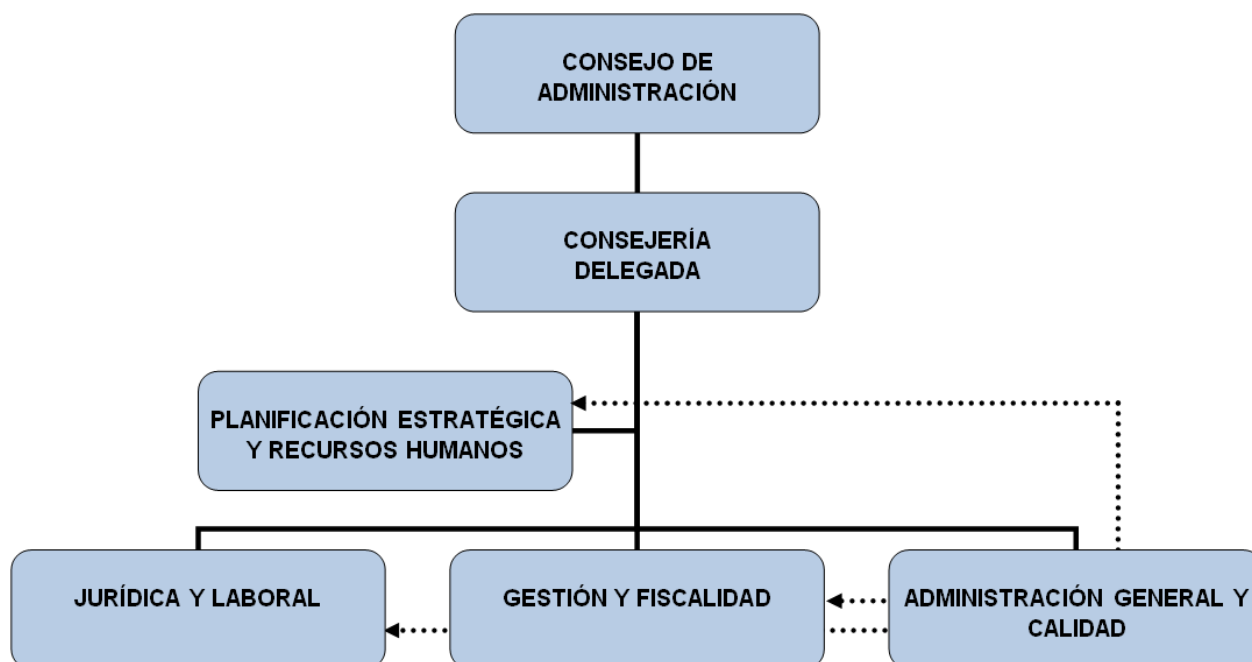 CONSEJO DE
ADMINISTRACIÓN
CONSEJERÍA
DELEGADA
PLANIFICACIÓN ESTRATÉGICA
Y RECURSOS HUMANOS
JURÍDICA Y LABORAL
GESTIÓN Y FISCALIDAD
ADMINISTRACIÓN GENERAL Y
CALIDAD